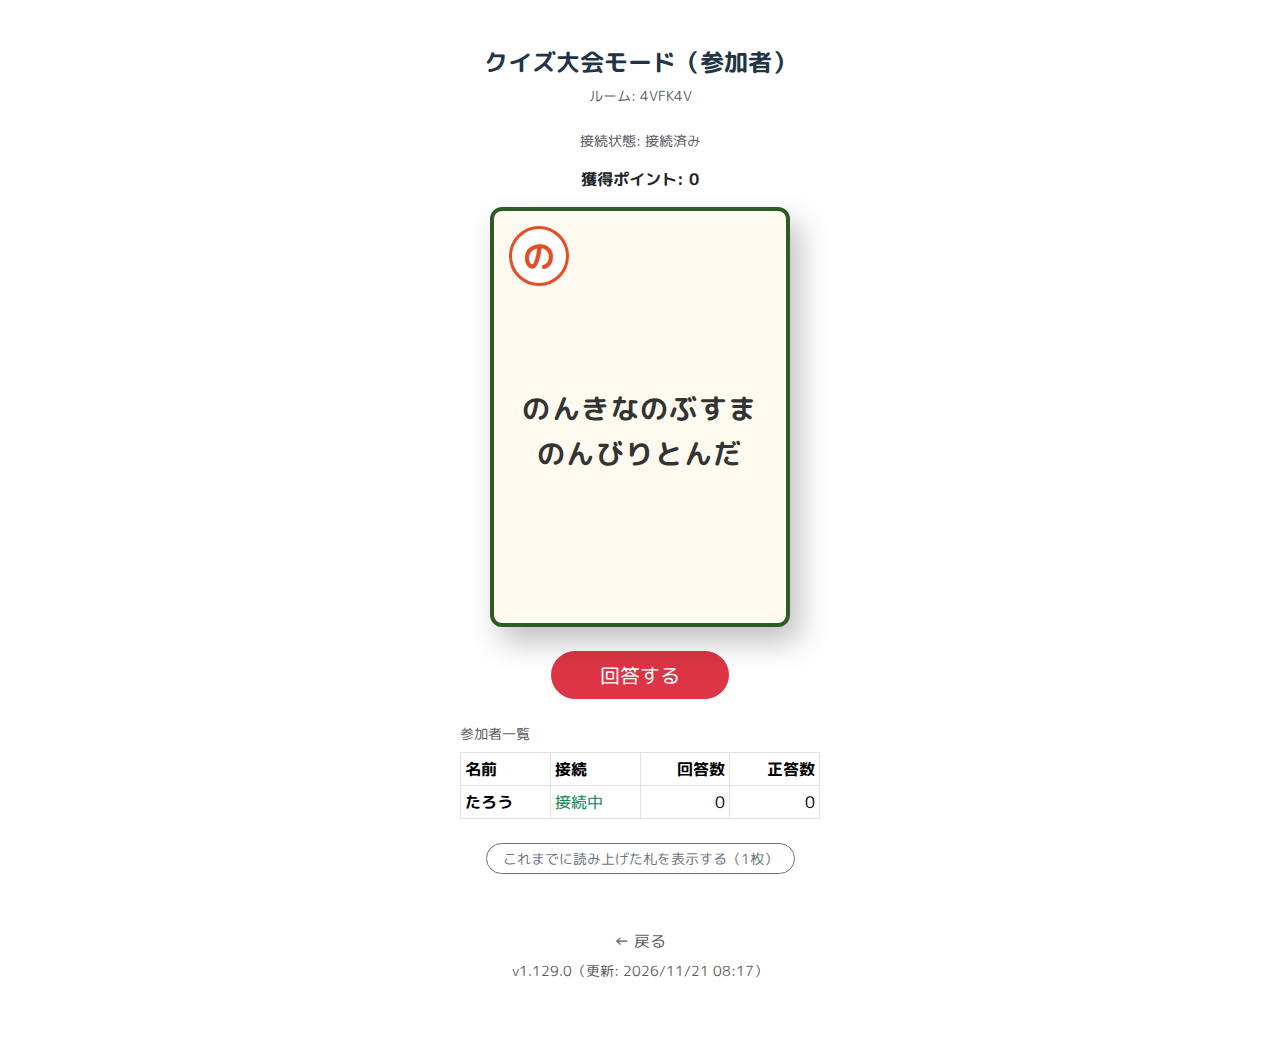 クイズ大会モード（参加者）
ルーム: 4VFK4V
接続状態: 接続済み
獲得ポイント: 0
の
のんきなのぶすま
のんびりとんだ
回答する
参加者一覧
名前 接続 回答数 正答数
たろう 接続中 0 0
これまでに読み上げた札を表示する（1枚）
← 戻る
v1.129.0（更新: 2026/11/21 08:17）